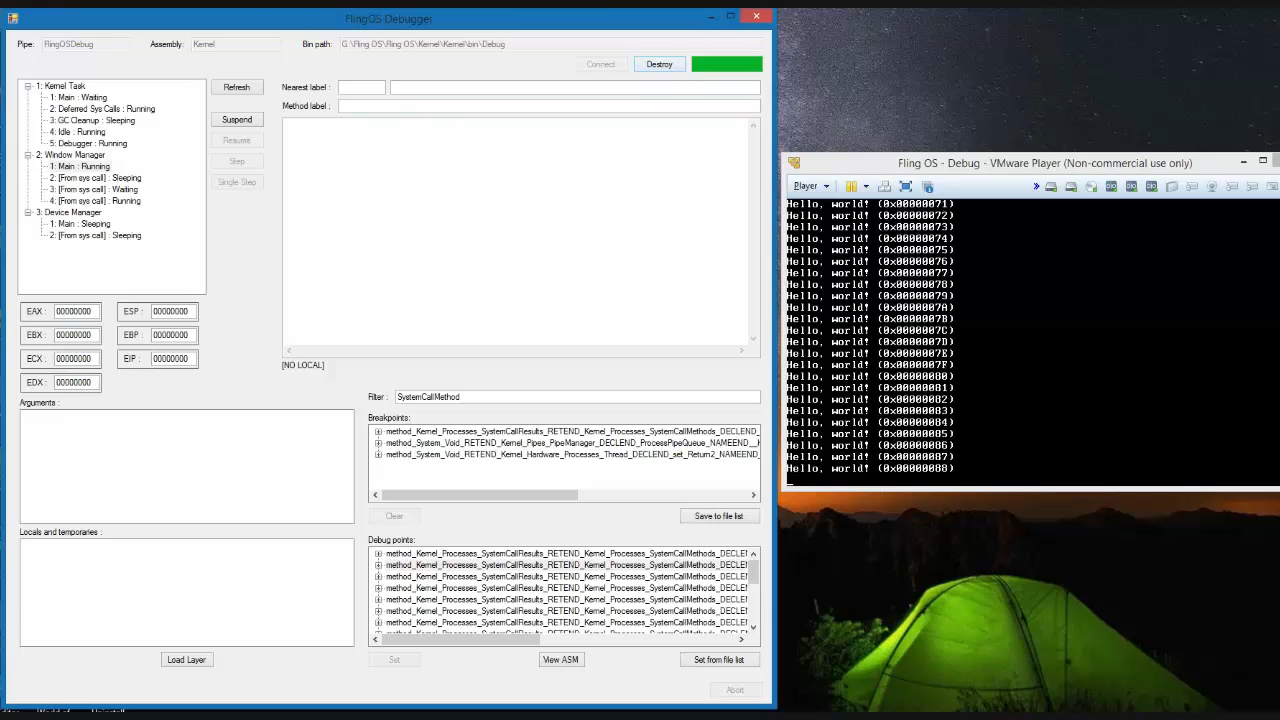 FlingOS Debugger
Pipe: FlingOSDebug Assembly: Kernel Bin path: G:\Fling OS\Fling OS\Kernel\Kernel\bin\Debug
Connect Destroy
1: Kernel Task
1: Main : Waiting
2: Deferred Sys Calls : Running
3: GC Cleanup : Sleeping
4: Idle : Running
5: Debugger : Running
2: Window Manager
1: Main : Running
2: [From sys call] : Sleeping
3: [From sys call] : Waiting
4: [From sys call] : Running
3: Device Manager
1: Main : Sleeping
2: [From sys call] : Sleeping
Refresh
Suspend
Resume
Step
Single Step
Nearest label :
Method label :
[NO LOCAL]
EAX : 00000000 ESP : 00000000
EBX : 00000000 EBP : 00000000
ECX : 00000000 EIP : 00000000
EDX : 00000000
Arguments :
Locals and temporaries :
Load Layer
Filter : SystemCallMethod
Breakpoints:
method_Kernel_Processes_SystemCallResults_RETEND_Kernel_Processes_SystemCallMethods_DECLEND_
method_System_Void_RETEND_Kernel_Pipes_PipeManager_DECLEND_ProcessPipeQueue_NAMEEND__
method_System_Void_RETEND_Kernel_Hardware_Processes_Thread_DECLEND_set_Return2_NAMEEND_
Clear Save to file list
Debug points:
method_Kernel_Processes_SystemCallResults_RETEND_Kernel_Processes_SystemCallMethods_DECLEN
method_Kernel_Processes_SystemCallResults_RETEND_Kernel_Processes_SystemCallMethods_DECLEN
method_Kernel_Processes_SystemCallResults_RETEND_Kernel_Processes_SystemCallMethods_DECLEN
method_Kernel_Processes_SystemCallResults_RETEND_Kernel_Processes_SystemCallMethods_DECLEN
method_Kernel_Processes_SystemCallResults_RETEND_Kernel_Processes_SystemCallMethods_DECLEN
method_Kernel_Processes_SystemCallResults_RETEND_Kernel_Processes_SystemCallMethods_DECLEN
method_Kernel_Processes_SystemCallResults_RETEND_Kernel_Processes_SystemCallMethods_DECLEN
Set View ASM Set from file list
Abort
Fling OS - Debug - VMware Player (Non-commercial use only)
Player
Hello, world! (0x00000071)
Hello, world! (0x00000072)
Hello, world! (0x00000073)
Hello, world! (0x00000074)
Hello, world! (0x00000075)
Hello, world! (0x00000076)
Hello, world! (0x00000077)
Hello, world! (0x00000078)
Hello, world! (0x00000079)
Hello, world! (0x0000007A)
Hello, world! (0x0000007B)
Hello, world! (0x0000007C)
Hello, world! (0x0000007D)
Hello, world! (0x0000007E)
Hello, world! (0x0000007F)
Hello, world! (0x00000080)
Hello, world! (0x00000081)
Hello, world! (0x00000082)
Hello, world! (0x00000083)
Hello, world! (0x00000084)
Hello, world! (0x00000085)
Hello, world! (0x00000086)
Hello, world! (0x00000087)
Hello, world! (0x00000088)